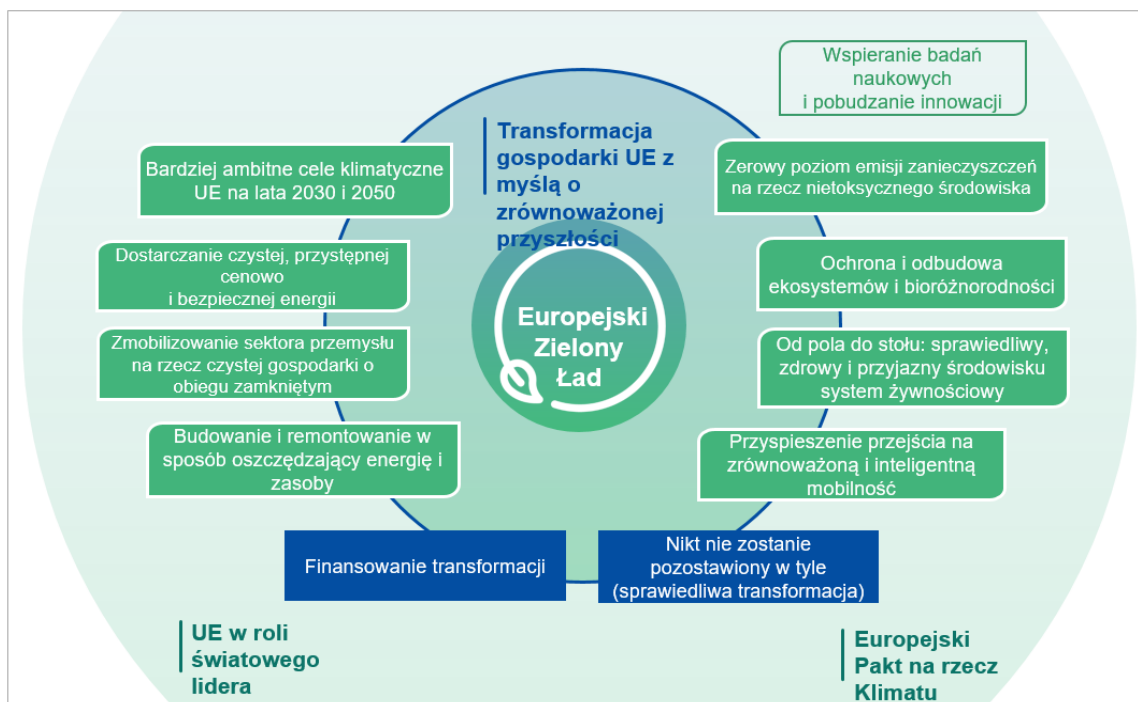 Wspieranie badań
naukowych
i pobudzanie innowacji
Transformacja
gospodarki UE z
myślą o
zrównoważonej
przyszłości
Bardziej ambitne cele klimatyczne
UE na lata 2030 i 2050
Zerowy poziom emisji zanieczyszczeń
na rzecz nietoksycznego środowiska
Dostarczanie czystej, przystępnej
cenowo
i bezpiecznej energii
Ochrona i odbudowa
ekosystemów i bioróżnorodności
Europejski
Zielony
Ład
Zmobilizowanie sektora przemysłu
na rzecz czystej gospodarki o
obiegu zamkniętym
Od pola do stołu: sprawiedliwy,
zdrowy i przyjazny środowisku
system żywnościowy
Budowanie i remontowanie w
sposób oszczędzający energię i
zasoby
Przyspieszenie przejścia na
zrównoważoną i inteligentną
mobilność
Finansowanie transformacji
Nikt nie zostanie
pozostawiony w tyle
(sprawiedliwa transformacja)
UE w roli
światowego
lidera
Europejski
Pakt na rzecz
Klimatu